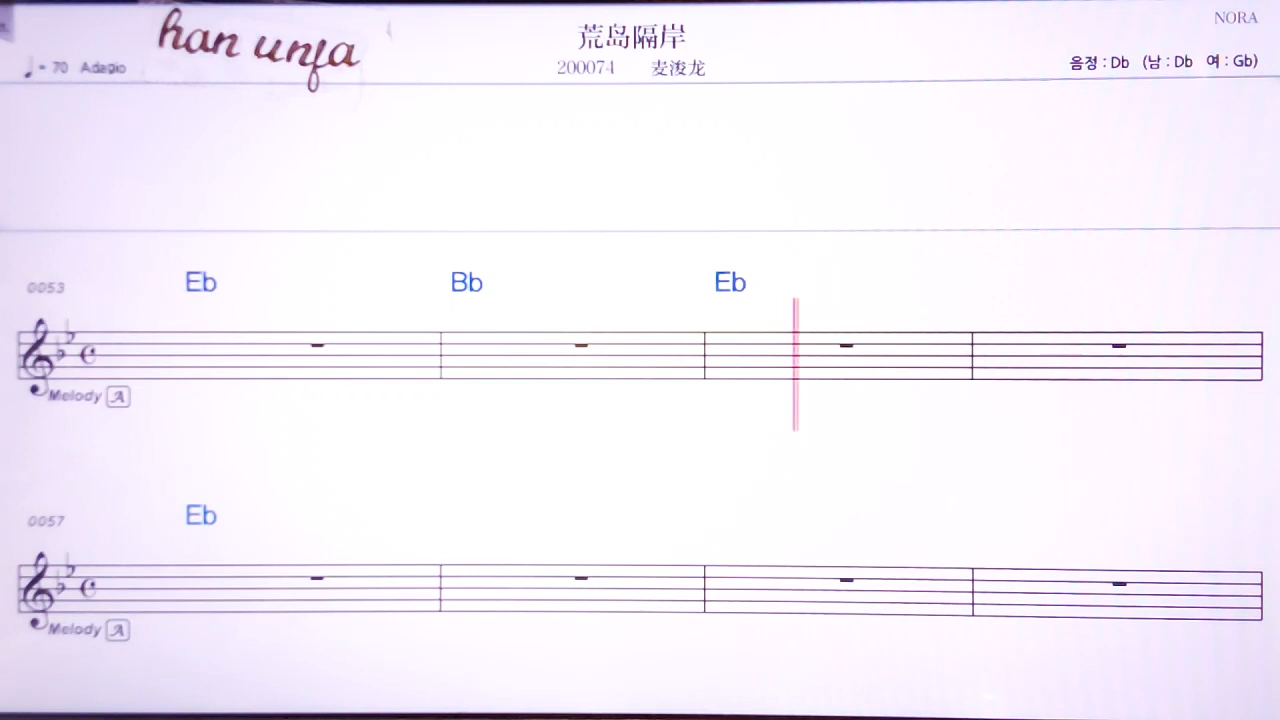 NORA
han unfa
荒岛隔岸
= 70 Adagio
200074 麦浚龙
음정 : Db (남 : Db 여 : Gb)
0053 Eb Bb Eb
Melody A
0057 Eb
Melody A